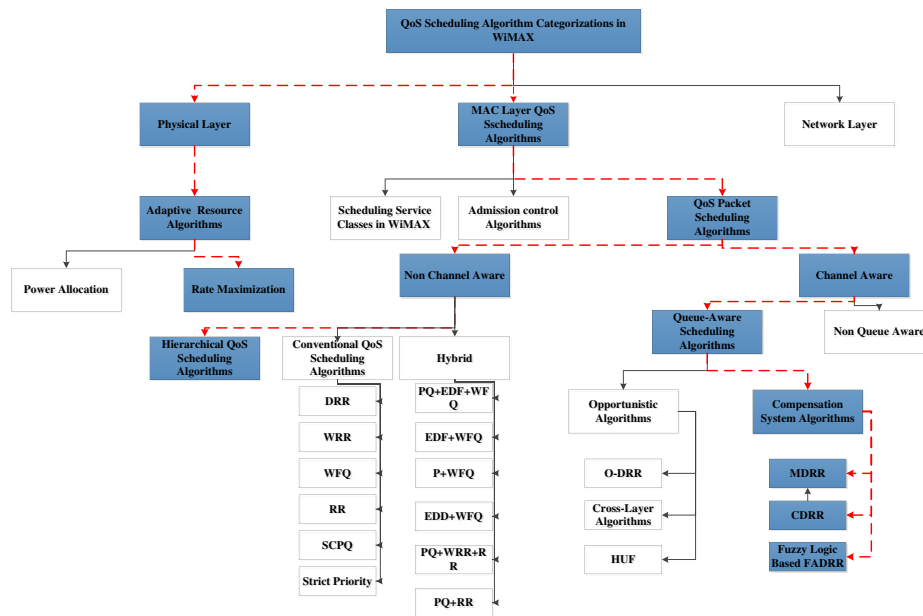 QoS Scheduling Algorithm Categorizations in
WiMAX
Physical Layer
MAC Layer QoS
Sscheduling
Algorithms
Network Layer
Adaptive Resource
Algorithms
Scheduling Service
Classes in WiMAX
Admission control
Algorithms
QoS Packet
Scheduling
Algorithms
Power Allocation
Rate Maximization
Non Channel Aware
Channel Aware
Hierarchical QoS
Scheduling
Algorithms
Conventional QoS
Scheduling
Algorithms
Hybrid
Queue-Aware
Scheduling
Algorithms
Non Queue Aware
DRR
WRR
WFQ
RR
SCPQ
Strict Priority
PQ+EDF+WF
Q
EDF+WFQ
P+WFQ
EDD+WFQ
PQ+WRR+R
R
PQ+RR
Opportunistic
Algorithms
O-DRR
Cross-Layer
Algorithms
HUF
Compensation
System Algorithms
MDRR
CDRR
Fuzzy Logic
Based FADRR